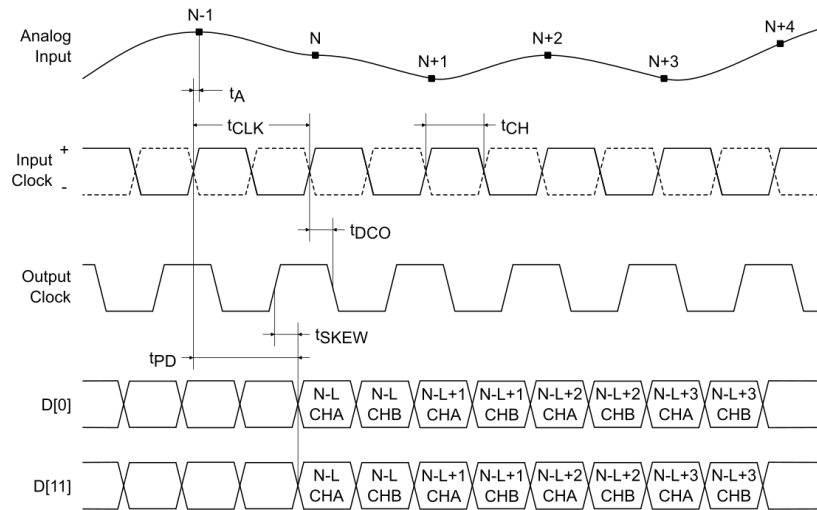 N-1
N
N+1
N+2
N+3
N+4
Analog
Input
tA
tCLK
tCH
Input
Clock
+
-
tDCO
Output
Clock
tSKEW
tPD
D[0]
N-L
CHA
N-L
CHB
N-L+1
CHA
N-L+1
CHB
N-L+2
CHA
N-L+2
CHB
N-L+3
CHA
N-L+3
CHB
D[11]
N-L
CHA
N-L
CHB
N-L+1
CHA
N-L+1
CHB
N-L+2
CHA
N-L+2
CHB
N-L+3
CHA
N-L+3
CHB